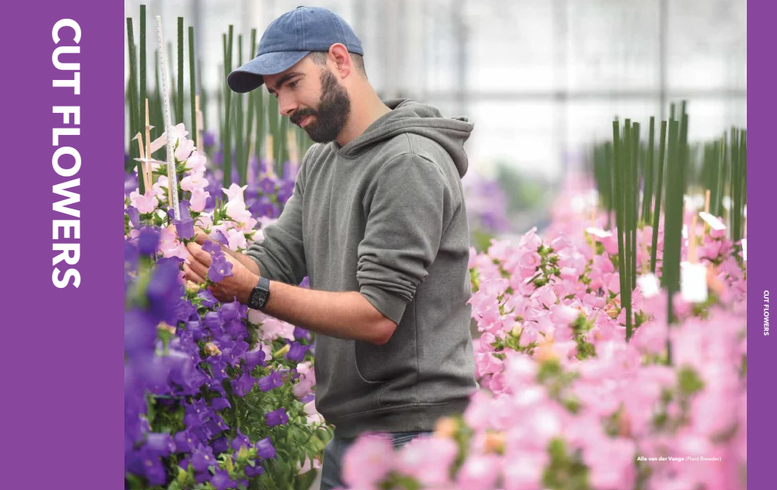 CUT FLOWERS
Alle van der Vange (Plant Breeder)
CUT FLOWERS